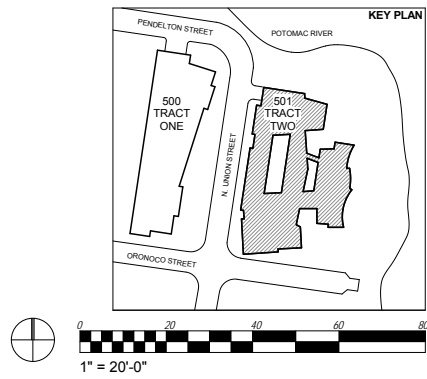 KEY PLAN
PENDELTON STREET
POTOMAC RIVER
500
TRACT
ONE
501
TRACT
TWO
N. UNION STREET
ORONOCO STREET
0 20 40 60 80
1" = 20'-0"